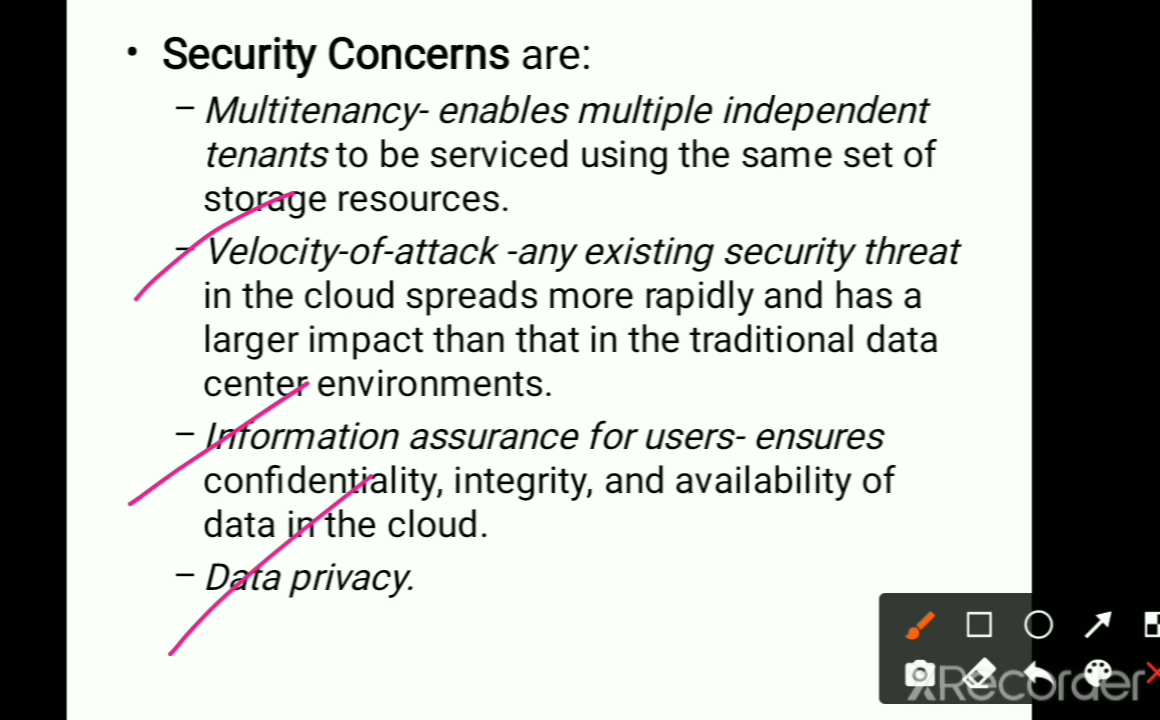 • Security Concerns are:
– Multitenancy- enables multiple independent
tenants to be serviced using the same set of
storage resources.
– Velocity-of-attack -any existing security threat
in the cloud spreads more rapidly and has a
larger impact than that in the traditional data
center environments.
– Information assurance for users- ensures
confidentiality, integrity, and availability of
data in the cloud.
– Data privacy.
XRecorder